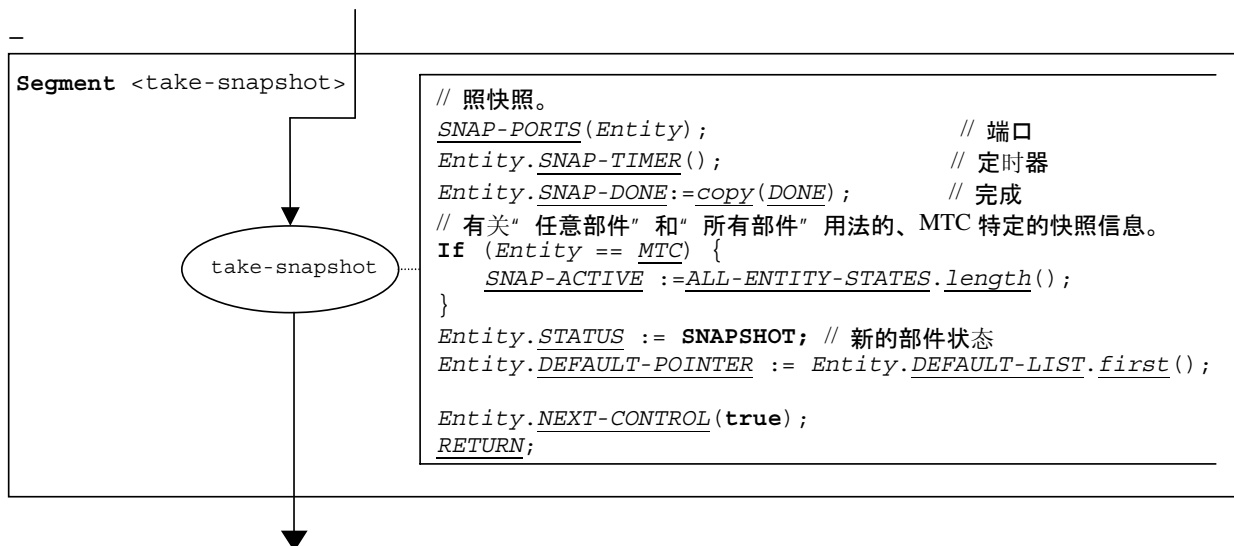 Segment <take-snapshot>
// 照快照。
SNAP-PORTS(Entity); // 端口
Entity.SNAP-TIMER(); // 定时器
Entity.SNAP-DONE:=copy(DONE); // 完成
// 有关“ 任意部件” 和“ 所有部件” 用法的、MTC 特定的快照信息。
If (Entity == MTC) {
SNAP-ACTIVE :=ALL-ENTITY-STATES.length();
}
Entity.STATUS := SNAPSHOT; // 新的部件状态
Entity.DEFAULT-POINTER := Entity.DEFAULT-LIST.first();
Entity.NEXT-CONTROL(true);
RETURN;
take-snapshot